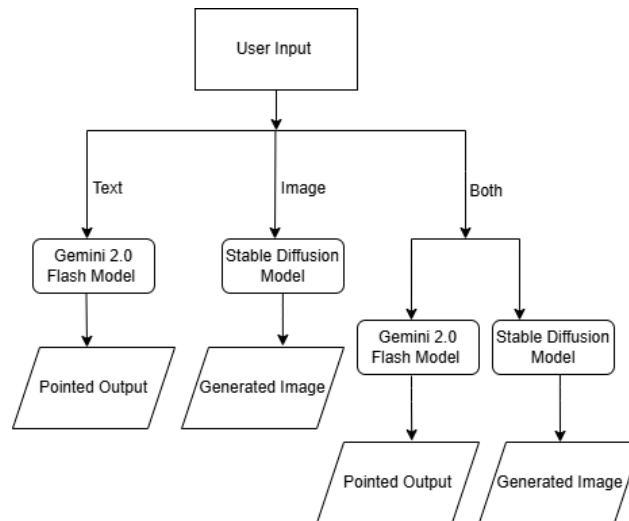 User Input
Text
Image
Both
Gemini 2.0
Flash Model
Stable Diffusion
Model
Gemini 2.0
Flash Model
Stable Diffusion
Model
Pointed Output
Generated Image
Pointed Output
Generated Image